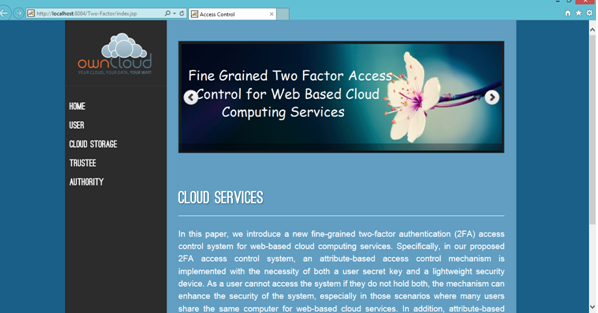 http://localhost:8084/Two-Factor/index.jsp
Access Control
ownCloud
YOUR CLOUD, YOUR DATA, YOUR WAY!
HOME
USER
CLOUD STORAGE
TRUSTEE
AUTHORITY
Fine Grained Two Factor Access
Control for Web Based Cloud
Computing Services
CLOUD SERVICES
In this paper, we introduce a new fine-grained two-factor authentication (2FA) access
control system for web-based cloud computing services. Specifically, in our proposed
2FA access control system, an attribute-based access control mechanism is
implemented with the necessity of both a user secret key and a lightweight security
device. As a user cannot access the system if they do not hold both, the mechanism can
enhance the security of the system, especially in those scenarios where many users
share the same computer for web-based cloud services. In addition, attribute-based